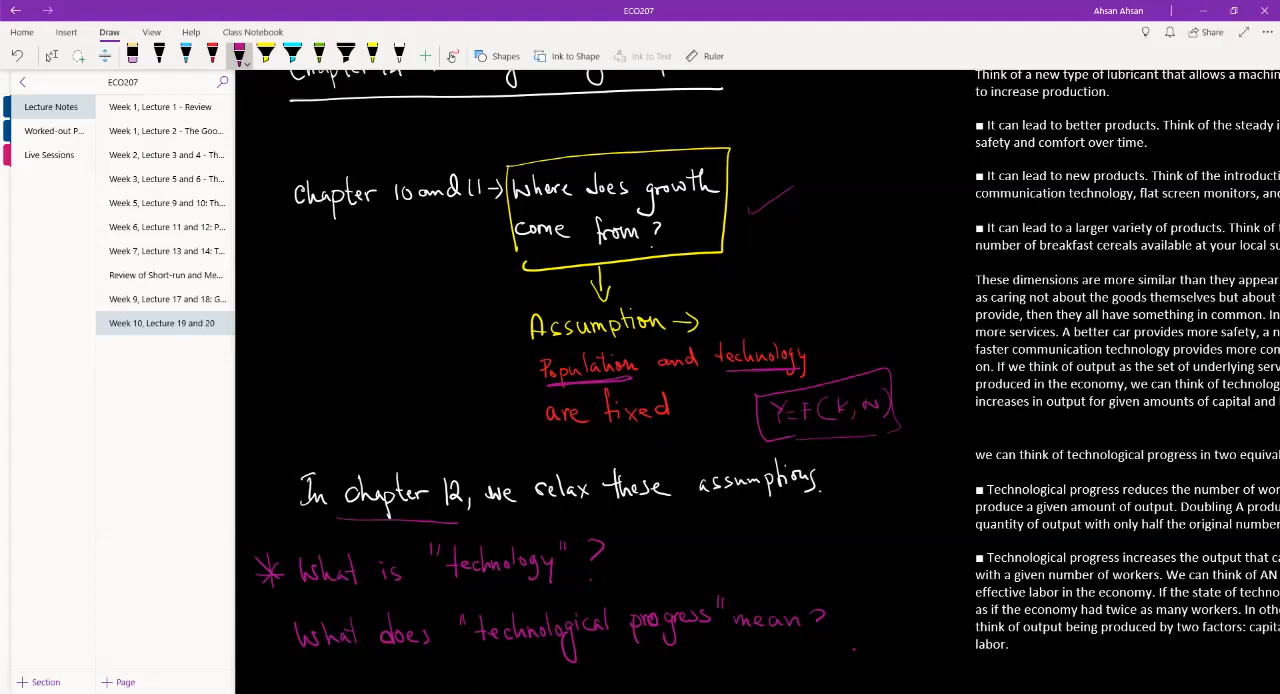 ECO207
Ahsan Ahsan
Home Insert Draw View Help Class Notebook
Share
Shapes Ink to Shape Ink to Text Ruler
ECO207
Lecture Notes
Worked-out P...
Live Sessions
Week 1, Lecture 1 - Review
Week 1, Lecture 2 - The Goo...
Week 2, Lecture 3 and 4 - Th...
Week 3, Lecture 5 and 6 - Th...
Week 5, Lecture 9 and 10: Th...
Week 6, Lecture 11 and 12: P...
Week 7, Lecture 13 and 14: T...
Review of Short-run and Me...
Week 9, Lecture 17 and 18: G...
Week 10, Lecture 19 and 20
Section
Page
Chapter 10 and 11 → Where does growth
come from?
Assumption →
Population and technology
are fixed
Y=F(K,N)
In chapter 12, we relax these assumptions.
* What is "technology"?
What does "technological progress" mean?
Think of a new type of lubricant that allows a machin
to increase production.
■ It can lead to better products. Think of the steady i
safety and comfort over time.
■ It can lead to new products. Think of the introducti
communication technology, flat screen monitors, an
■ It can lead to a larger variety of products. Think of t
number of breakfast cereals available at your local su
These dimensions are more similar than they appear
as caring not about the goods themselves but about
provide, then they all have something in common. In
more services. A better car provides more safety, a n
faster communication technology provides more com
on. If we think of output as the set of underlying serv
produced in the economy, we can think of technolog
increases in output for given amounts of capital and l
we can think of technological progress in two equival
■ Technological progress reduces the number of wor
produce a given amount of output. Doubling A produ
quantity of output with only half the original number
■ Technological progress increases the output that ca
with a given number of workers. We can think of AN
effective labor in the economy. If the state of techno
as if the economy had twice as many workers. In othe
think of output being produced by two factors: capita
labor.